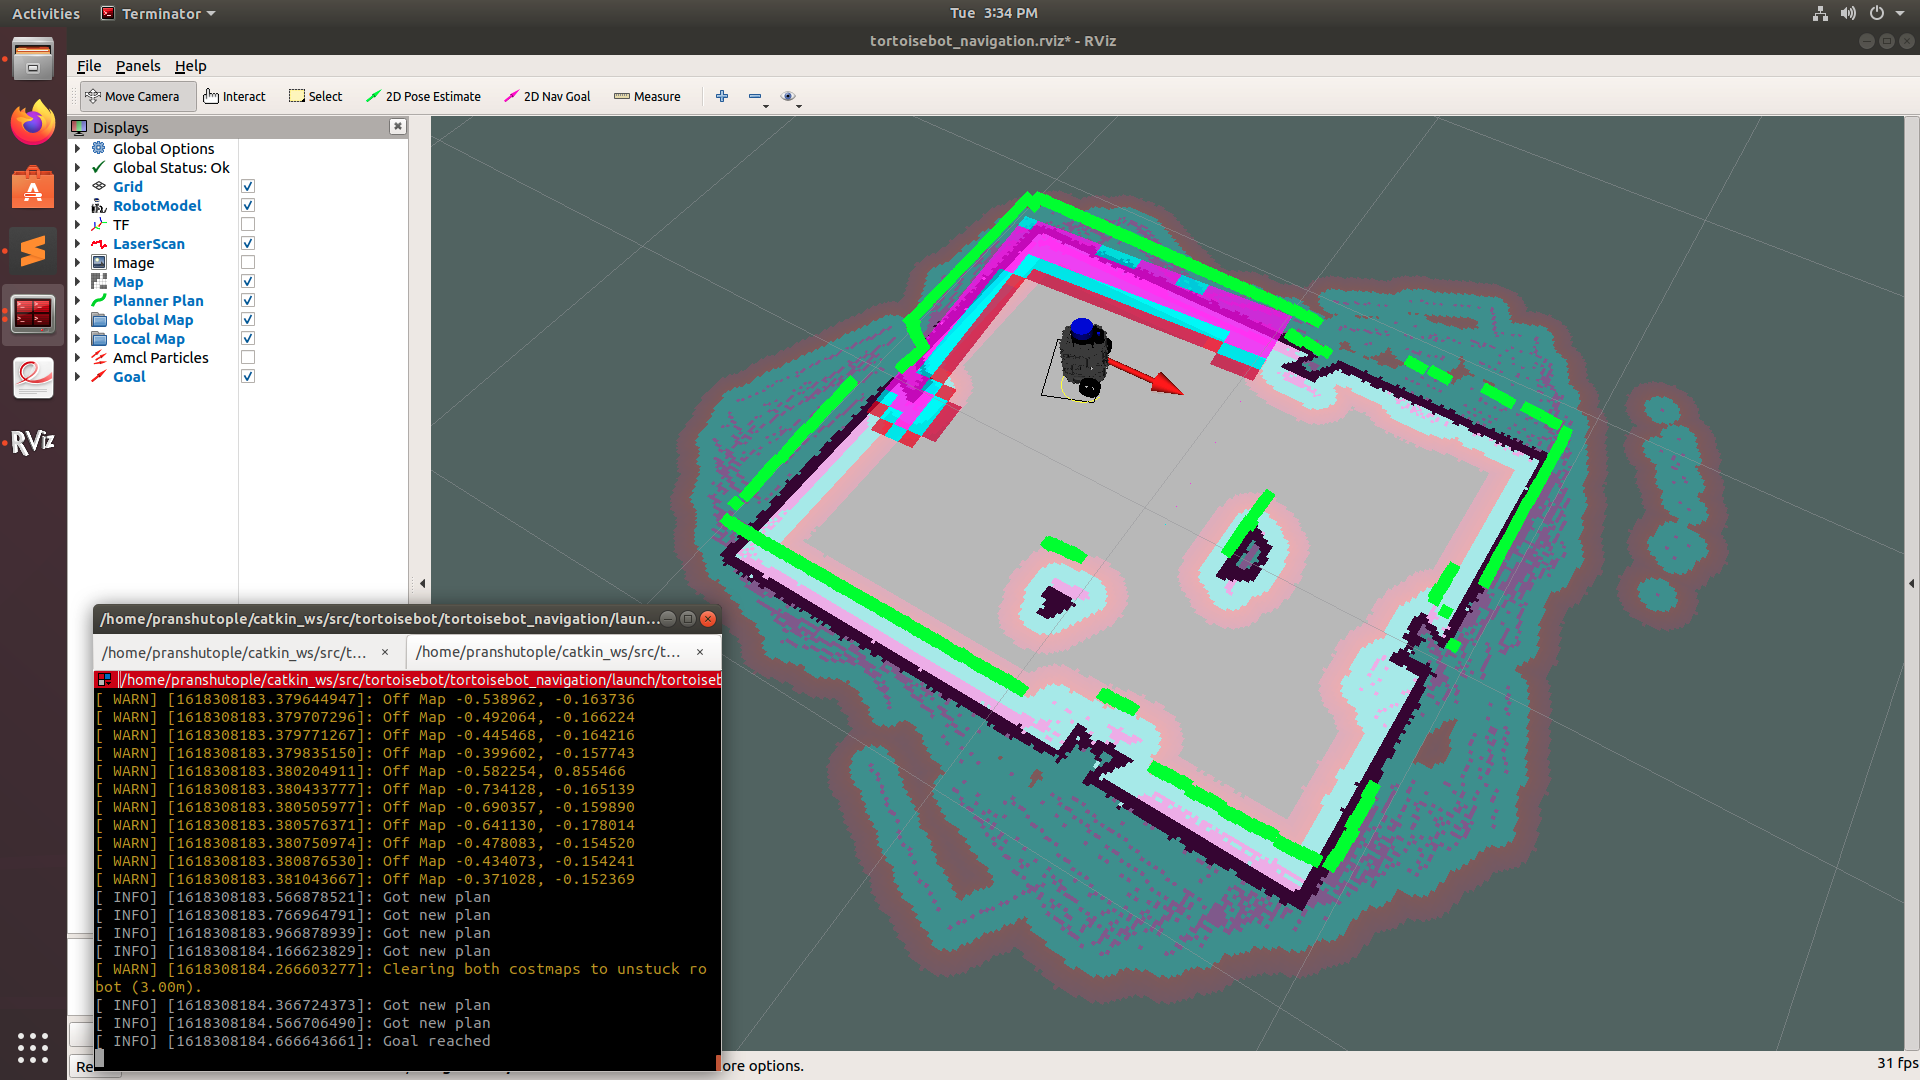 Activities
Terminator
Tue 3:34 PM
tortoisebot_navigation.rviz* - RViz
File Panels Help
Move Camera Interact Select 2D Pose Estimate 2D Nav Goal Measure
Displays
Global Options
Global Status: Ok
Grid
RobotModel
TF
LaserScan
Image
Map
Planner Plan
Global Map
Local Map
Amcl Particles
Goal
RViz
/home/pranshutople/catkin_ws/src/tortoisebot/tortoisebot_navigation/laun...
/home/pranshutople/catkin_ws/src/t... × /home/pranshutople/catkin_ws/src/t... ×
/home/pranshutople/catkin_ws/src/tortoisebot/tortoisebot_navigation/launch/tortoiseb
[ WARN] [1618308183.379644947]: Off Map -0.538962, -0.163736
[ WARN] [1618308183.379707296]: Off Map -0.492064, -0.166224
[ WARN] [1618308183.379771267]: Off Map -0.445468, -0.164216
[ WARN] [1618308183.379835150]: Off Map -0.399602, -0.157743
[ WARN] [1618308183.380204911]: Off Map -0.582254, 0.855466
[ WARN] [1618308183.380433777]: Off Map -0.734128, -0.165139
[ WARN] [1618308183.380505977]: Off Map -0.690357, -0.159890
[ WARN] [1618308183.380576371]: Off Map -0.641130, -0.178014
[ WARN] [1618308183.380750974]: Off Map -0.478083, -0.154520
[ WARN] [1618308183.380876530]: Off Map -0.434073, -0.154241
[ WARN] [1618308183.381043667]: Off Map -0.371028, -0.152369
[ INFO] [1618308183.566878521]: Got new plan
[ INFO] [1618308183.766964791]: Got new plan
[ INFO] [1618308183.966878939]: Got new plan
[ INFO] [1618308184.166623829]: Got new plan
[ WARN] [1618308184.266603277]: Clearing both costmaps to unstuck ro
bot (3.00m).
[ INFO] [1618308184.366724373]: Got new plan
[ INFO] [1618308184.566706490]: Got new plan
[ INFO] [1618308184.666643661]: Goal reached
Re
ore options.
31 fps